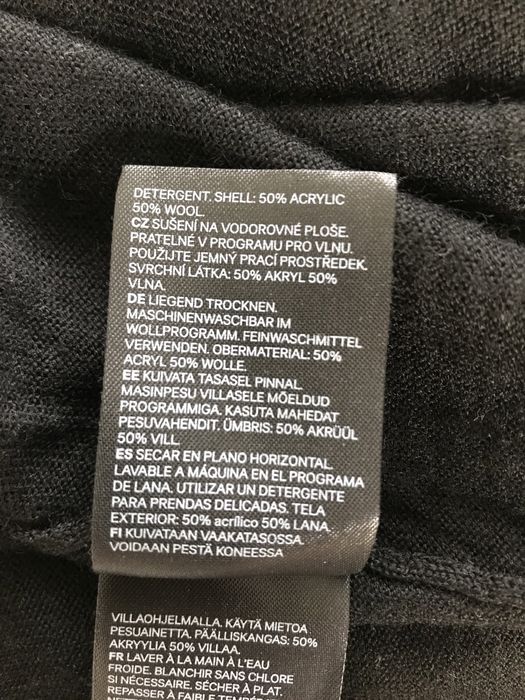 DETERGENT. SHELL: 50% ACRYLIC
50% WOOL.
CZ SUŠENÍ NA VODOROVNÉ PLOŠE.
PRATELNÉ V PROGRAMU PRO VLNU.
POUŽIJTE JEMNÝ PRACÍ PROSTŘEDEK.
SVRCHNÍ LÁTKA: 50% AKRYL 50%
VLNA.
DE LIEGEND TROCKNEN.
MASCHINENWASCHBAR IM
WOLLPROGRAMM. FEINWASCHMITTEL
VERWENDEN. OBERMATERIAL: 50%
ACRYL 50% WOLLE.
EE KUIVATA TASASEL PINNAL.
MASINPESU VILLASELE MÕELDUD
PROGRAMMIGA. KASUTA MAHEDAT
PESUVAHENDIT. ÜMBRIS: 50% AKRÜÜL
50% VILL.
ES SECAR EN PLANO HORIZONTAL.
LAVABLE A MÁQUINA EN EL PROGRAMA
DE LANA. UTILIZAR UN DETERGENTE
PARA PRENDAS DELICADAS. TELA
EXTERIOR: 50% acrílico 50% LANA.
FI KUIVATAAN VAAKATASOSSA.
VOIDAAN PESTÄ KONEESSA
VILLAOHJELMALLA. KÄYTÄ MIETOA
PESUAINETTA. PÄÄLLISKANGAS: 50%
AKRYYLIA 50% VILLAA.
FR LAVER À LA MAIN À L'EAU
FROIDE. BLANCHIR SANS CHLORE
SI NÉCESSAIRE. SÉCHER À PLAT.
REPASSER À FAIBLE